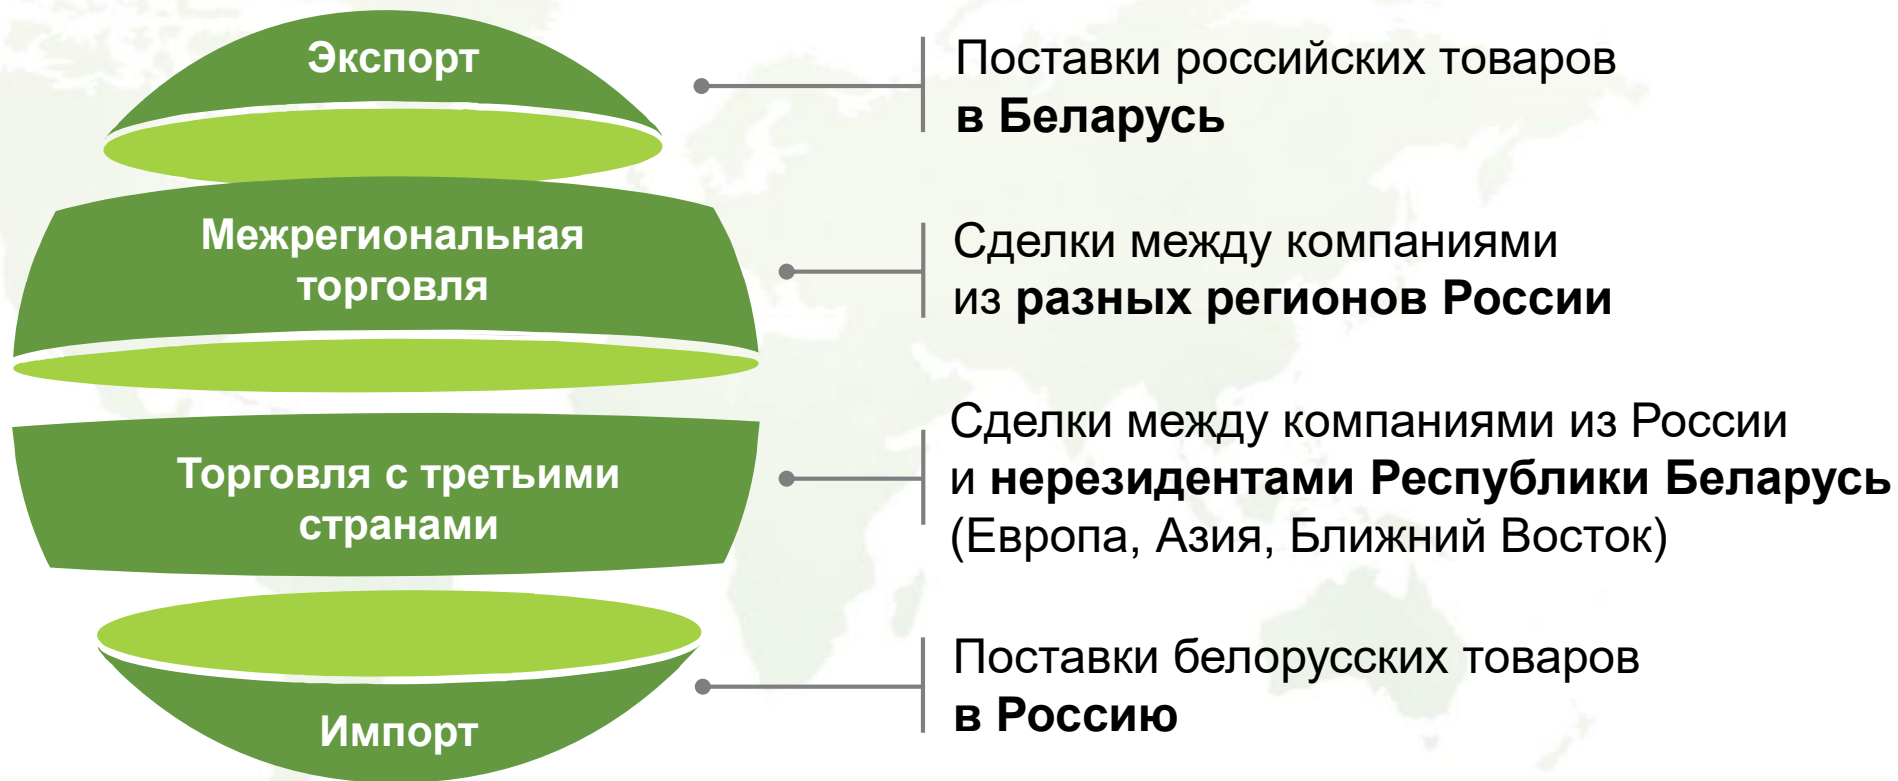 Экспорт
Поставки российских товаров
в Беларусь
Межрегиональная
торговля
Сделки между компаниями
из разных регионов России
Торговля с третьими
странами
Сделки между компаниями из России
и нерезидентами Республики Беларусь
(Европа, Азия, Ближний Восток)
Импорт
Поставки белорусских товаров
в Россию